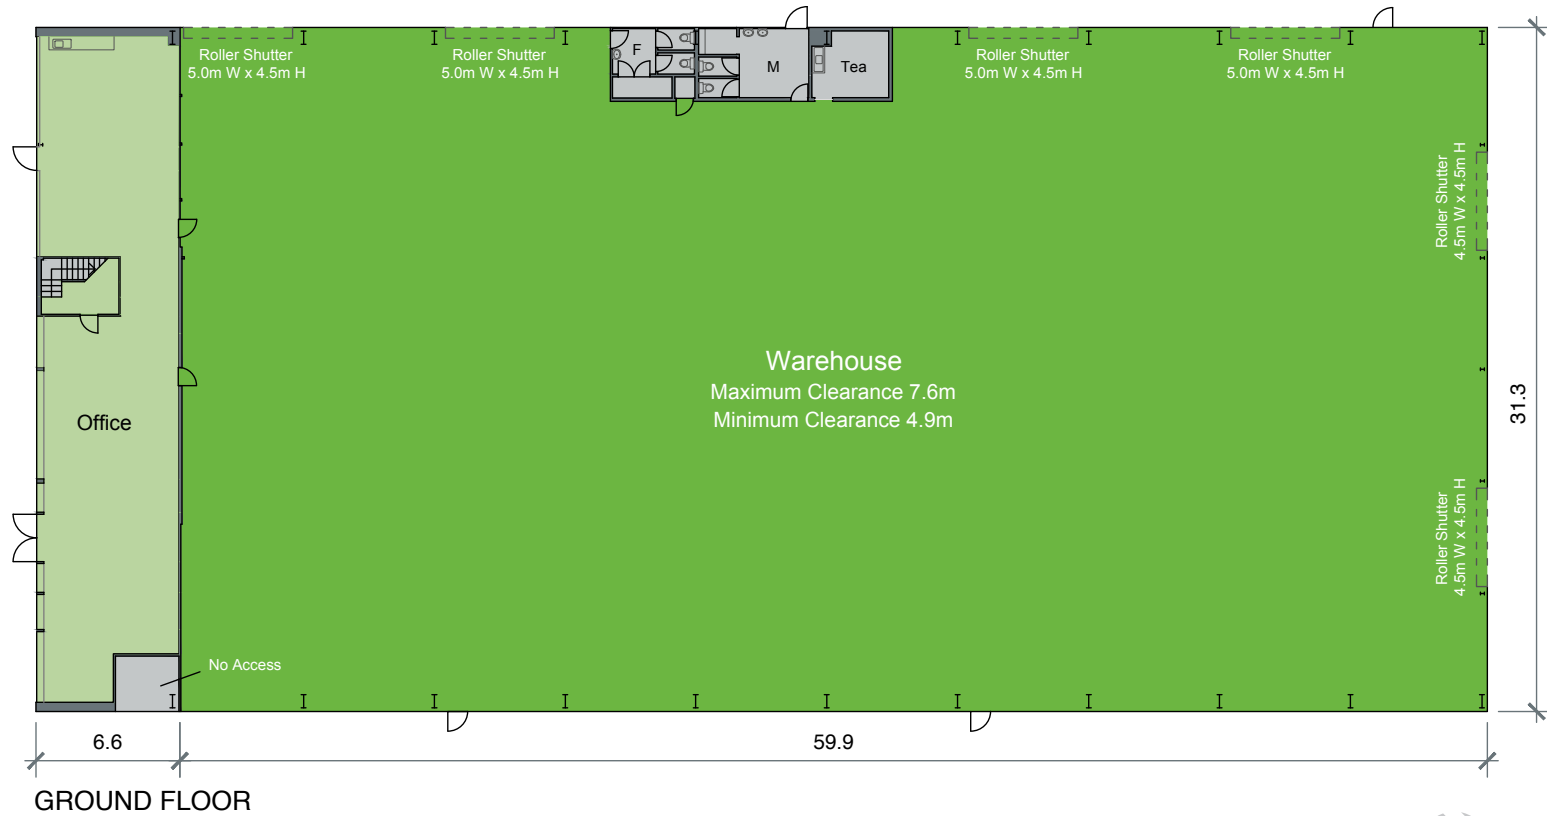 Roller Shutter
5.0m W x 4.5m H
Roller Shutter
5.0m W x 4.5m H
F
M
Tea
Roller Shutter
5.0m W x 4.5m H
Roller Shutter
5.0m W x 4.5m H
Roller Shutter
4.5m W x 4.5m H
Warehouse
Maximum Clearance 7.6m
Minimum Clearance 4.9m
31.3
Office
Roller Shutter
4.5m W x 4.5m H
No Access
6.6
59.9
GROUND FLOOR